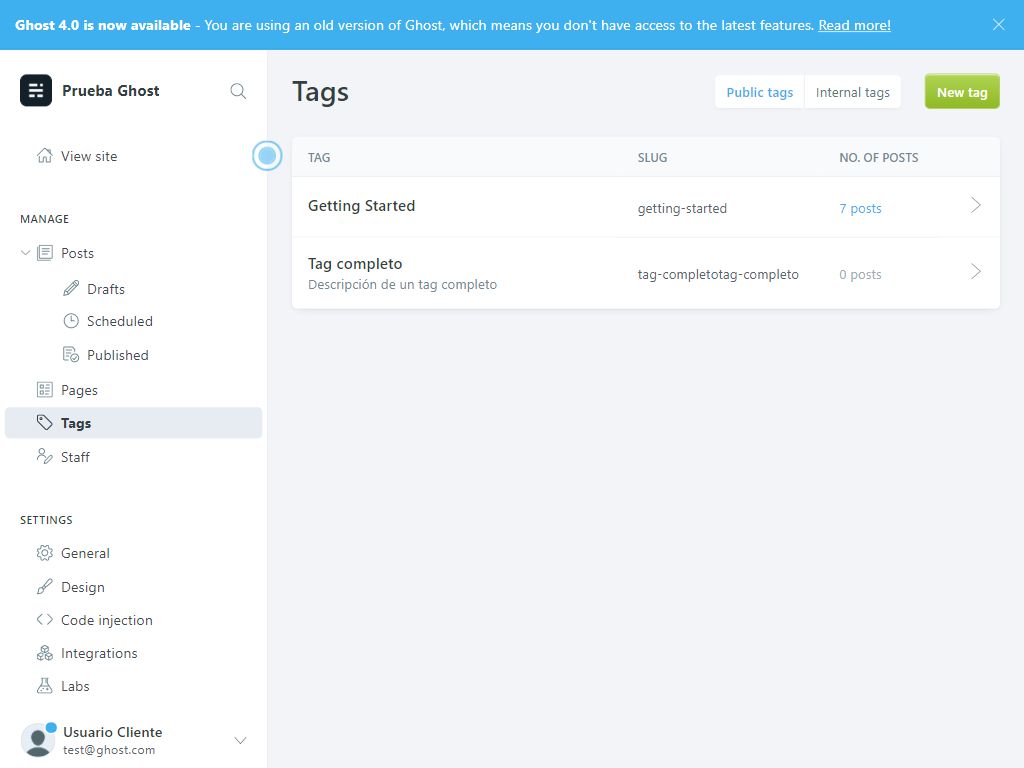 Ghost 4.0 is now available - You are using an old version of Ghost, which means you don't have access to the latest features. Read more!
Prueba Ghost
View site
MANAGE
Posts
Drafts
Scheduled
Published
Pages
Tags
Staff
SETTINGS
General
Design
Code injection
Integrations
Labs
Usuario Cliente
test@ghost.com
Tags
Public tags
Internal tags
New tag
TAG SLUG NO. OF POSTS
Getting Started getting-started 7 posts
Tag completo tag-completotag-completo 0 posts
Descripción de un tag completo